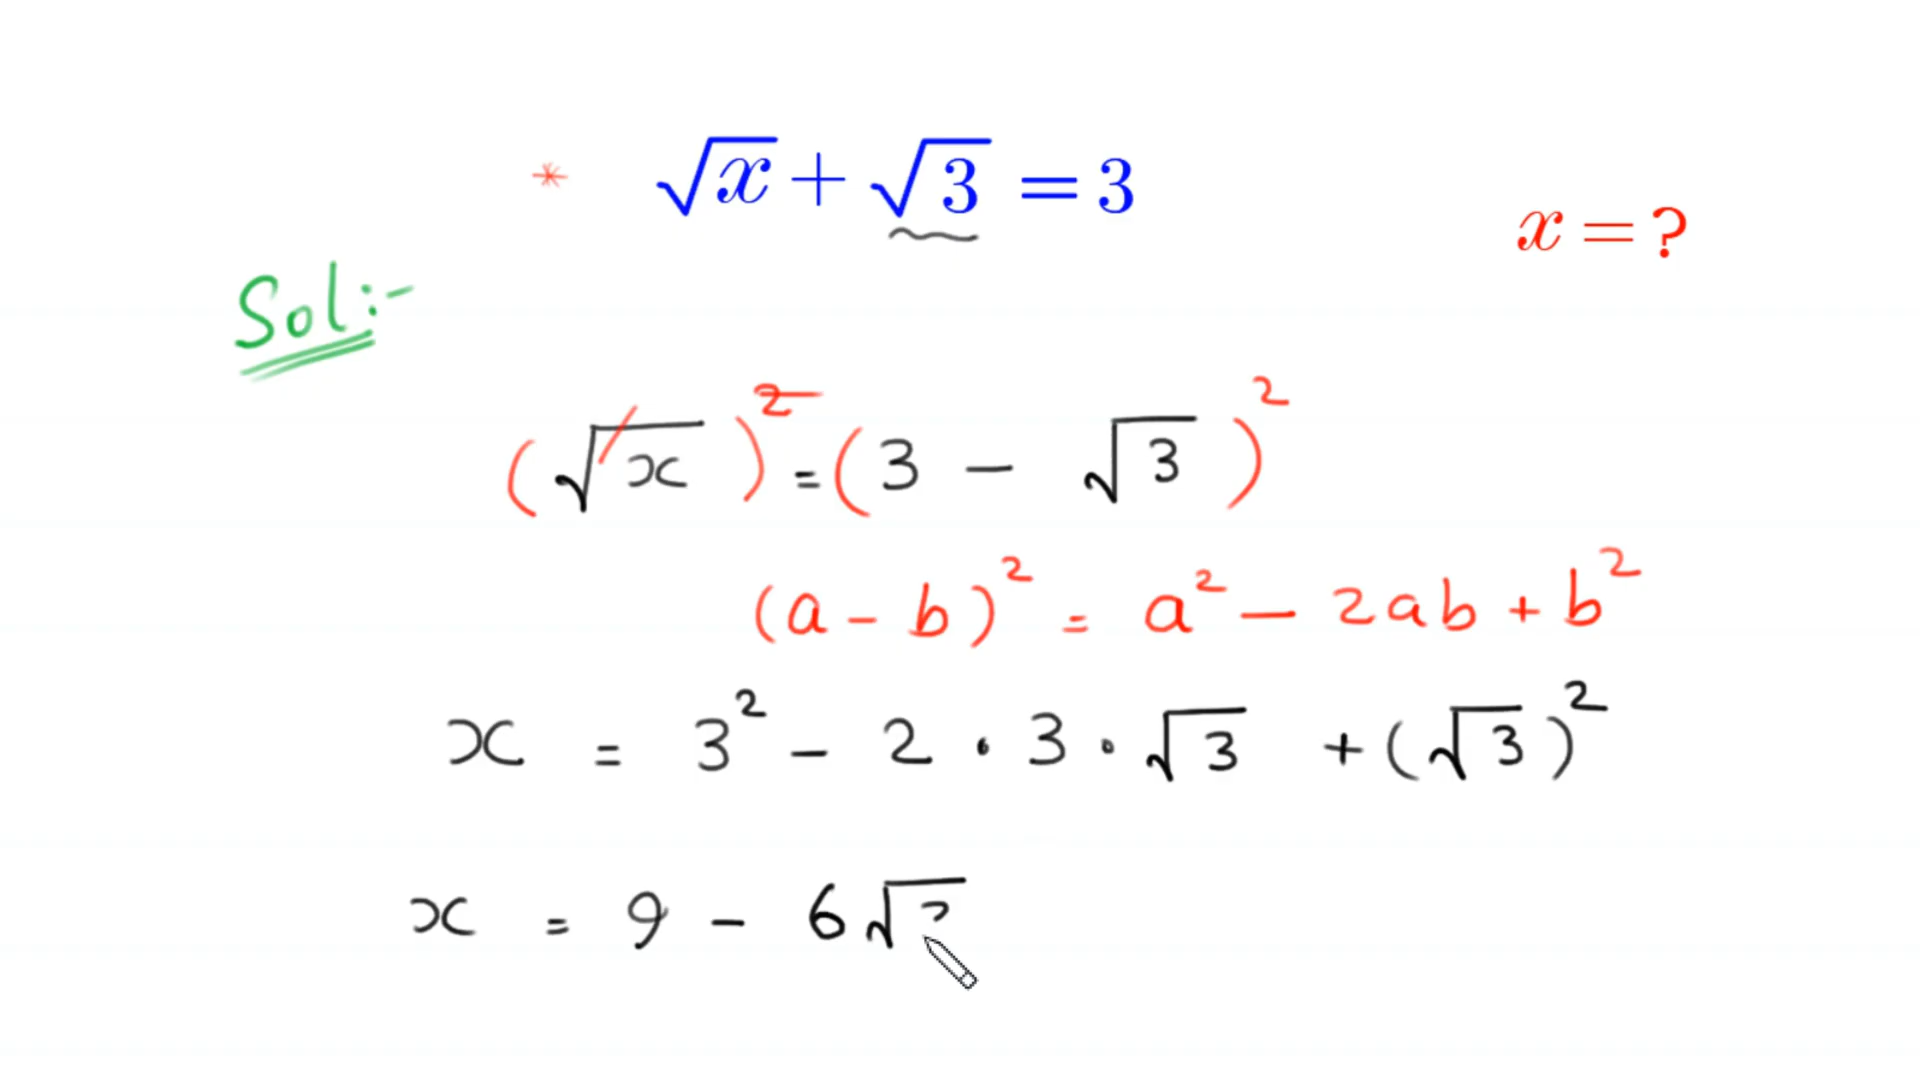 * √x + √3 = 3
x = ?
Sol:-
(√x)² = (3 - √3)²
(a - b)² = a² - 2ab + b²
x = 3² - 2 · 3 · √3 + (√3)²
x = 9 - 6√